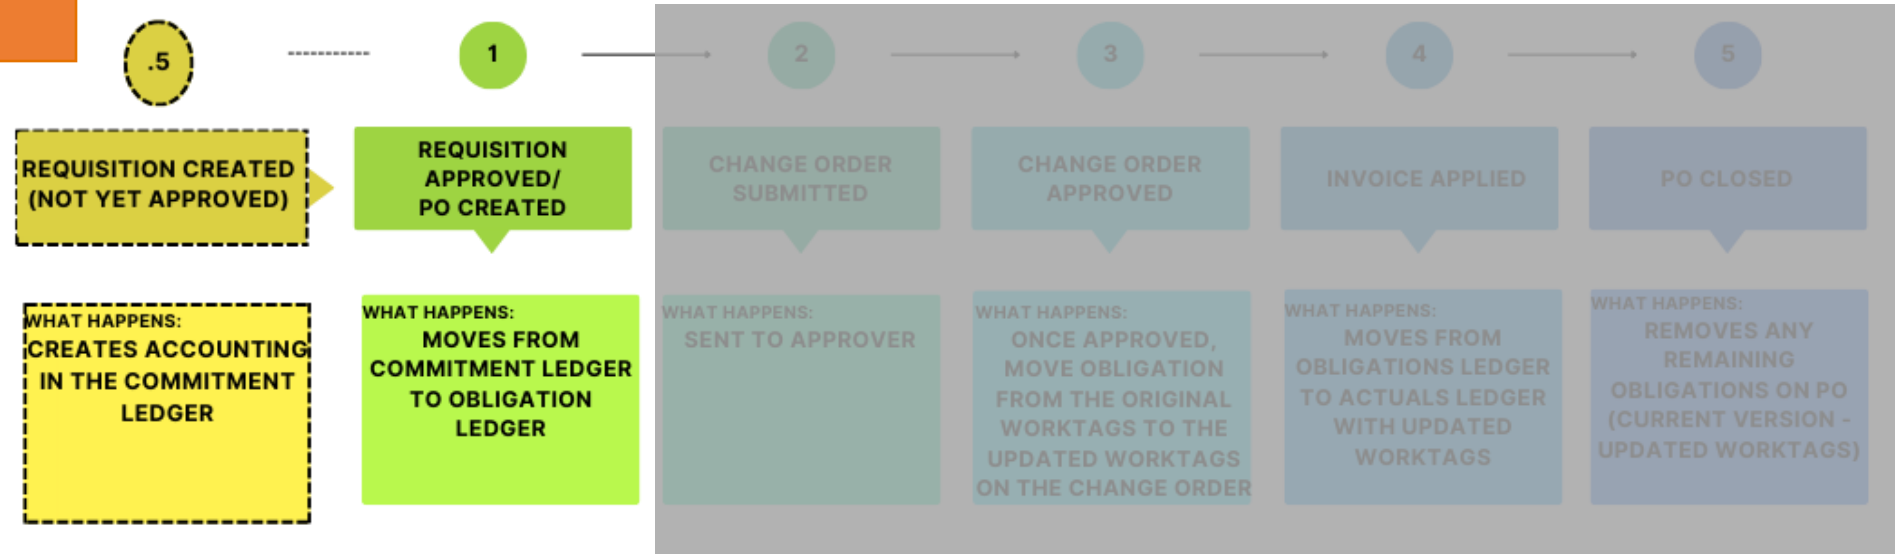 .5
1
2
3
4
5
REQUISITION CREATED
(NOT YET APPROVED)
REQUISITION
APPROVED/
PO CREATED
CHANGE ORDER
SUBMITTED
CHANGE ORDER
APPROVED
INVOICE APPLIED
PO CLOSED
WHAT HAPPENS:
CREATES ACCOUNTING
IN THE COMMITMENT
LEDGER
WHAT HAPPENS:
MOVES FROM
COMMITMENT LEDGER
TO OBLIGATION
LEDGER
WHAT HAPPENS:
SENT TO APPROVER
WHAT HAPPENS:
ONCE APPROVED,
MOVE OBLIGATION
FROM THE ORIGINAL
WORKTAGS TO THE
UPDATED WORKTAGS
ON THE CHANGE ORDER
WHAT HAPPENS:
MOVES FROM
OBLIGATIONS LEDGER
TO ACTUALS LEDGER
WITH UPDATED
WORKTAGS
WHAT HAPPENS:
REMOVES ANY
REMAINING
OBLIGATIONS ON PO
(CURRENT VERSION -
UPDATED WORKTAGS)